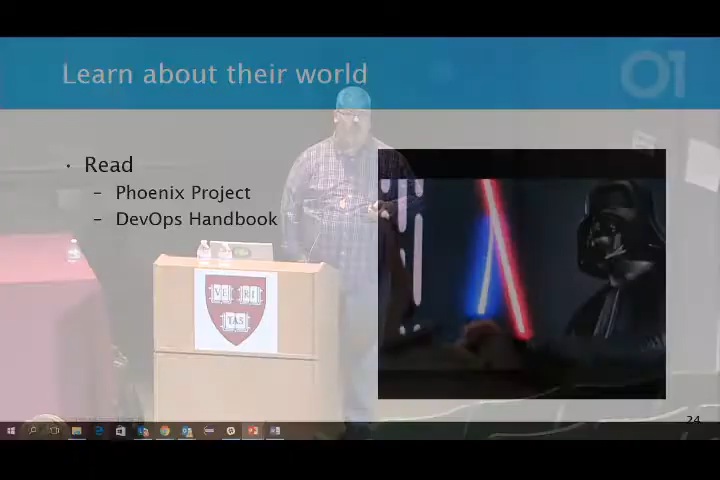 Learn about their world
01
• Read
– Phoenix Project
– DevOps Handbook
VE RI
TAS
24